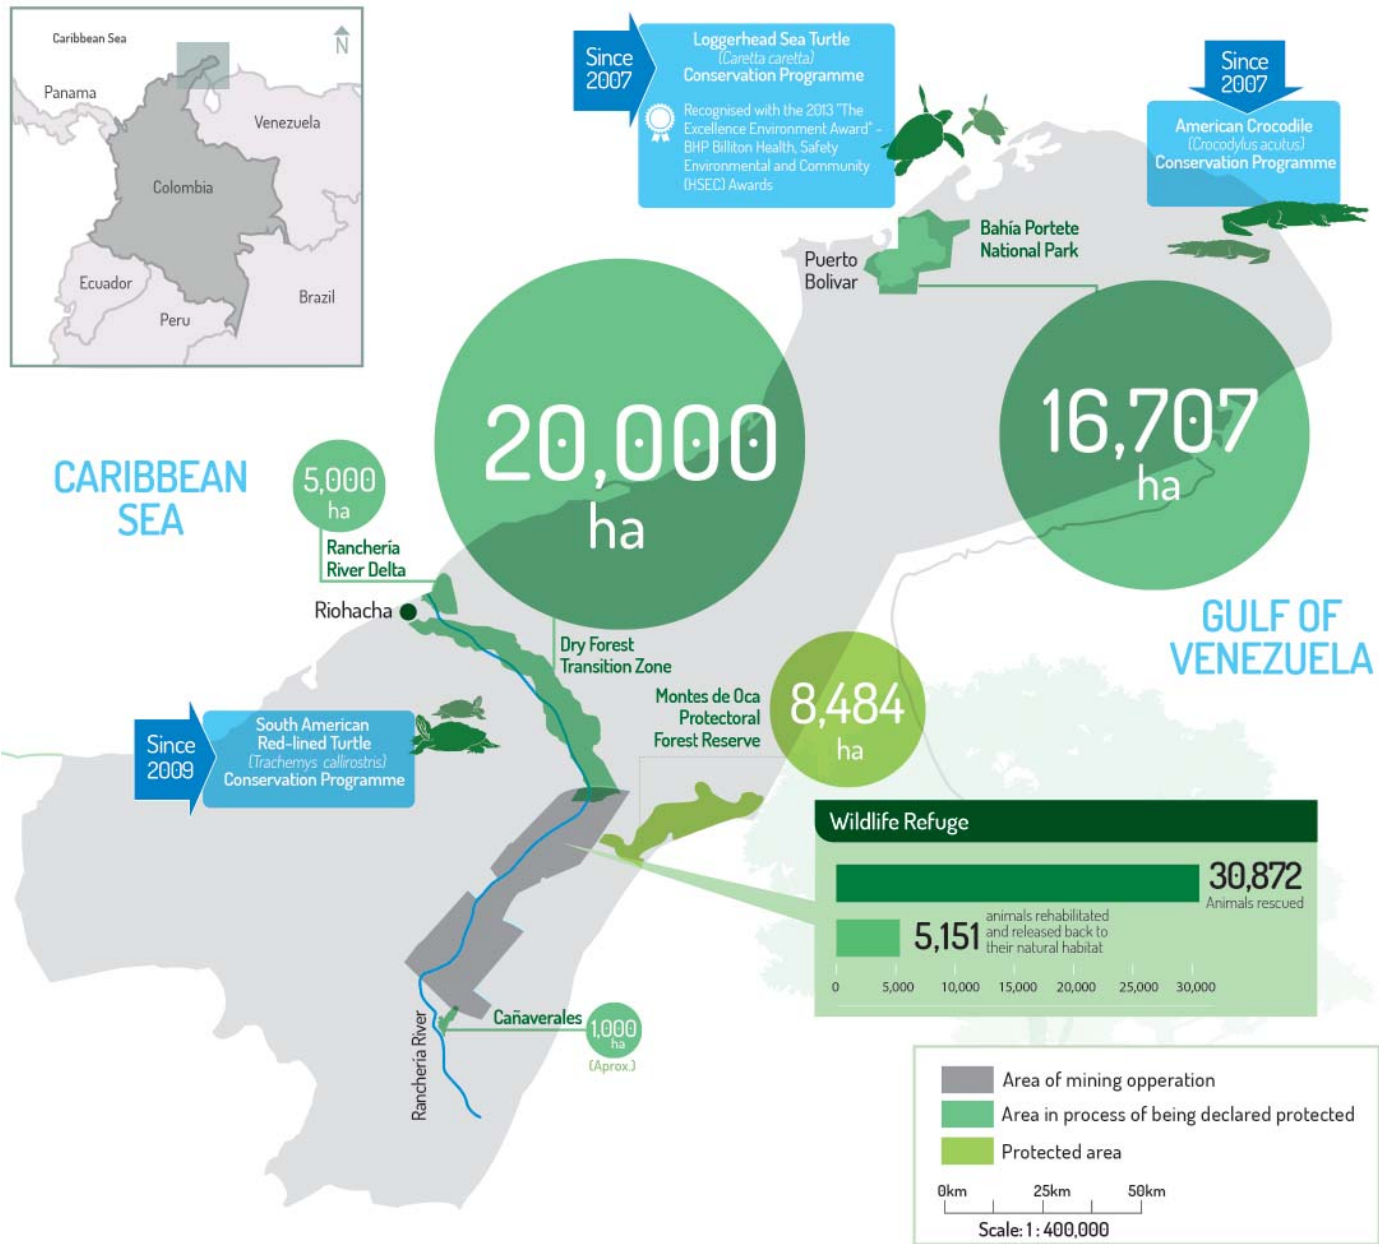 Caribbean Sea
N
Panama
Venezuela
Colombia
Ecuador
Peru
Brazil
Since
2007
Loggerhead Sea Turtle
(Caretta caretta)
Conservation Programme
Recognised with the 2013 "The
Excellence Environment Award" -
BHP Billiton Health, Safety
Environmental and Community
(HSEC) Awards
Since
2007
American Crocodile
(Crocodylus acutus)
Conservation Programme
Bahía Portete
National Park
Puerto
Bolivar
20,000
ha
16,707
ha
CARIBBEAN
SEA
5,000
ha
Ranchería
River Delta
Riohacha
GULF OF
VENEZUELA
Dry Forest
Transition Zone
Montes de Oca
Protectoral
Forest Reserve
8,484
ha
Since
2009
South American
Red-lined Turtle
(Trachemys callirostris)
Conservation Programme
Wildlife Refuge
30,872
Animals rescued
5,151
animals rehabilitated
and released back to
their natural habitat
0 5,000 10,000 15,000 20,000 25,000 30,000
Ranchería River
Cañaverales
1,000
ha
(Aprox.)
Area of mining opperation
Area in process of being declared protected
Protected area
0km 25km 50km
Scale: 1 : 400,000